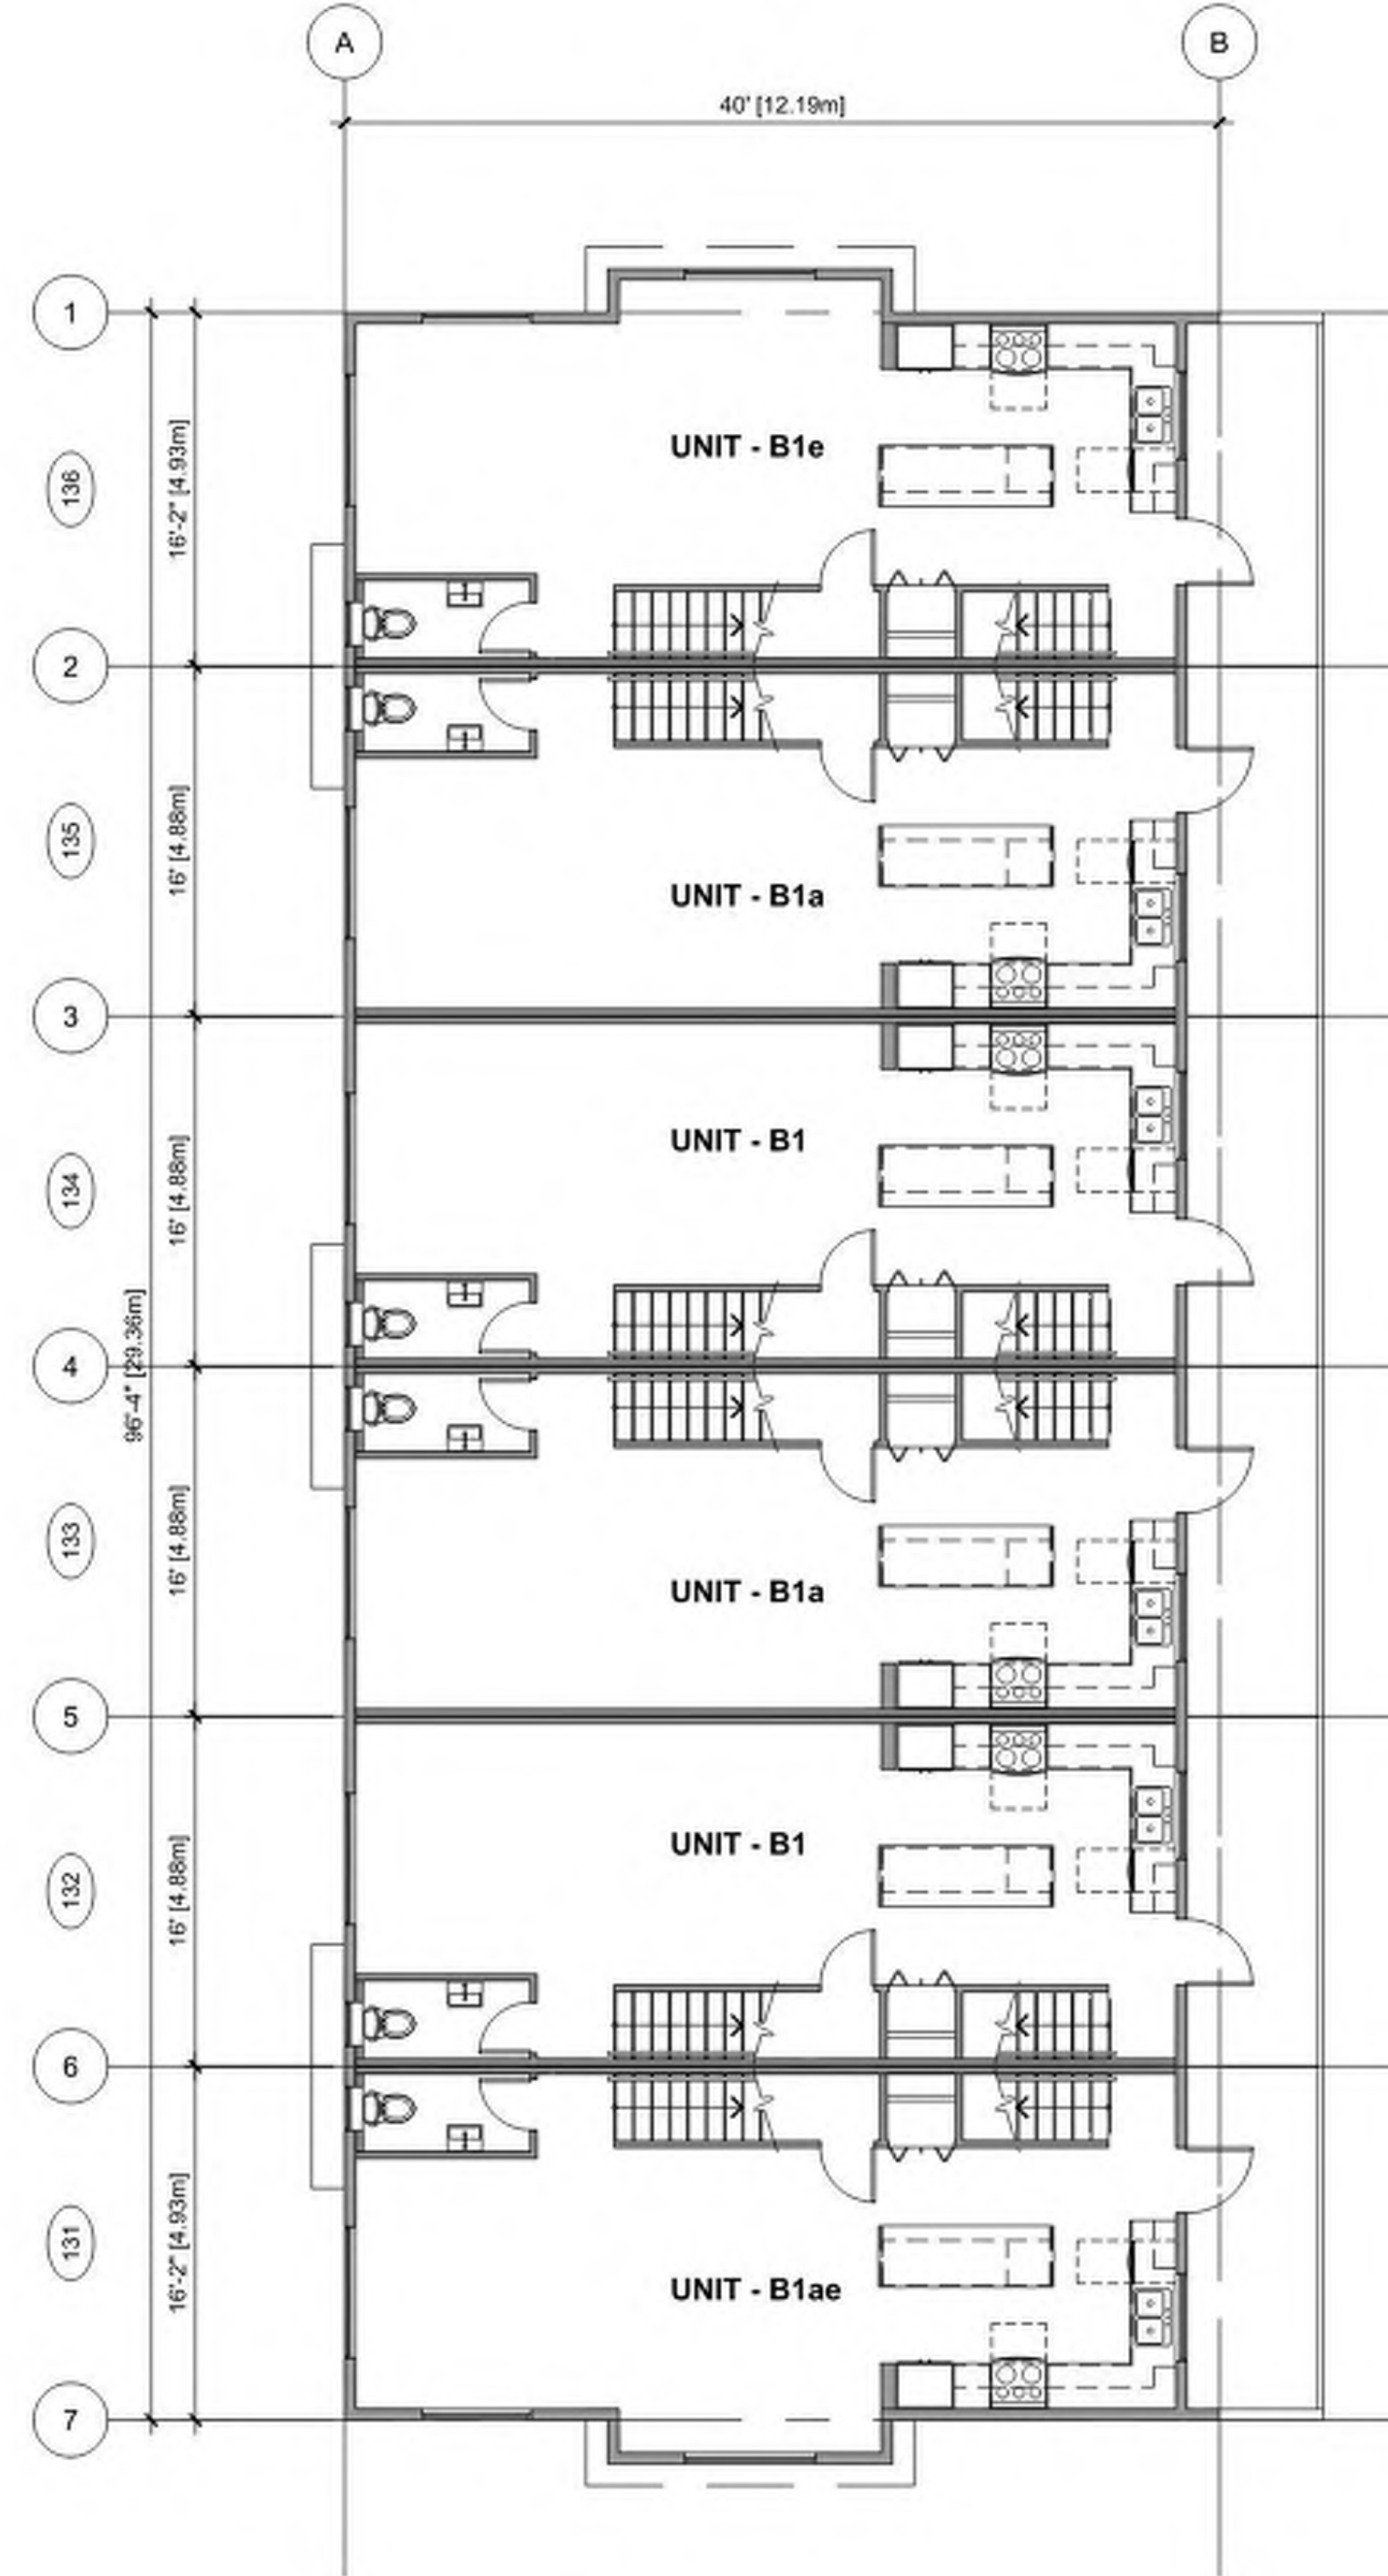 A
B
40' [12.19m]
1
136
16'-2" [4.93m]
UNIT - B1e
2
135
16' [4.88m]
UNIT - B1a
3
134
16' [4.88m]
UNIT - B1
96'-4" [29.36m]
4
133
16' [4.88m]
UNIT - B1a
5
132
16' [4.88m]
UNIT - B1
6
131
16'-2" [4.93m]
UNIT - B1ae
7